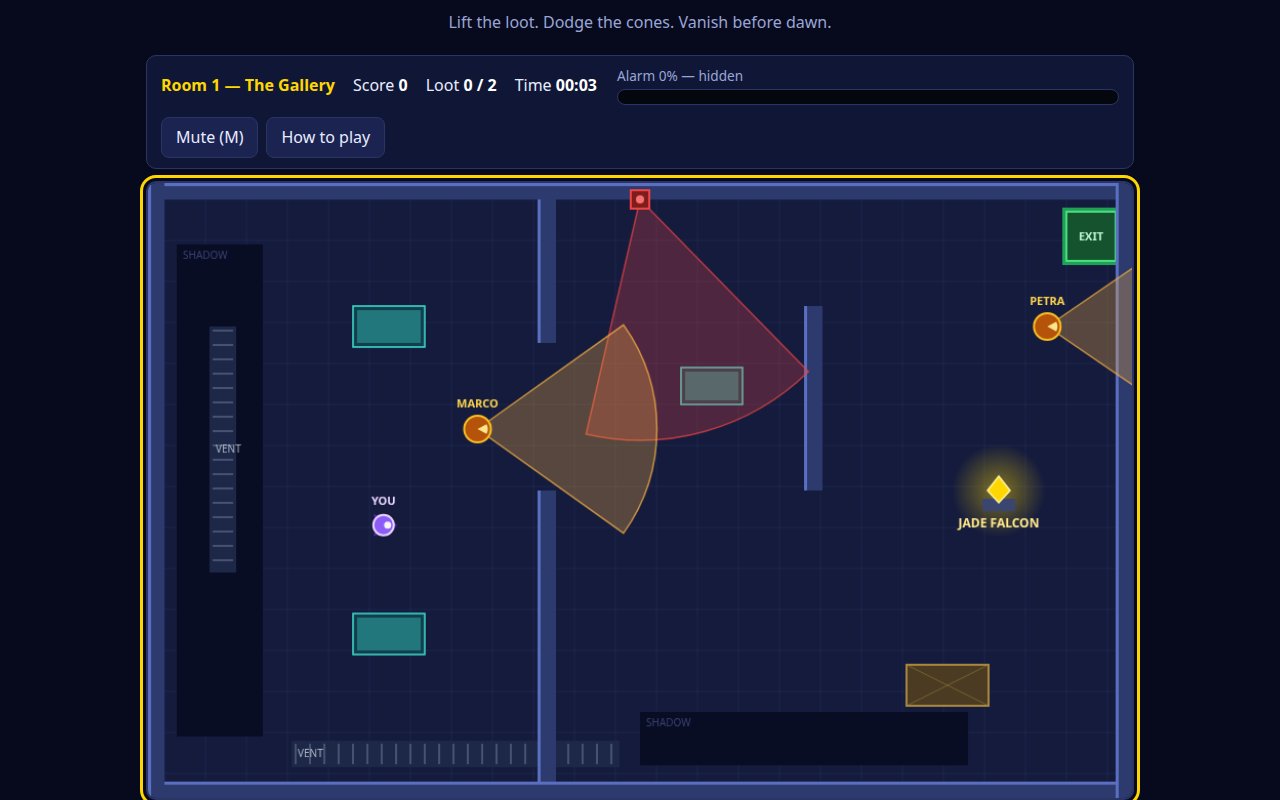 Lift the loot. Dodge the cones. Vanish before dawn.
Room 1 — The Gallery Score 0 Loot 0 / 2 Time 00:03
Alarm 0% — hidden
Mute (M) How to play
EXIT
SHADOW
PETRA
MARCO
VENT
YOU
JADE FALCON
SHADOW
VENT